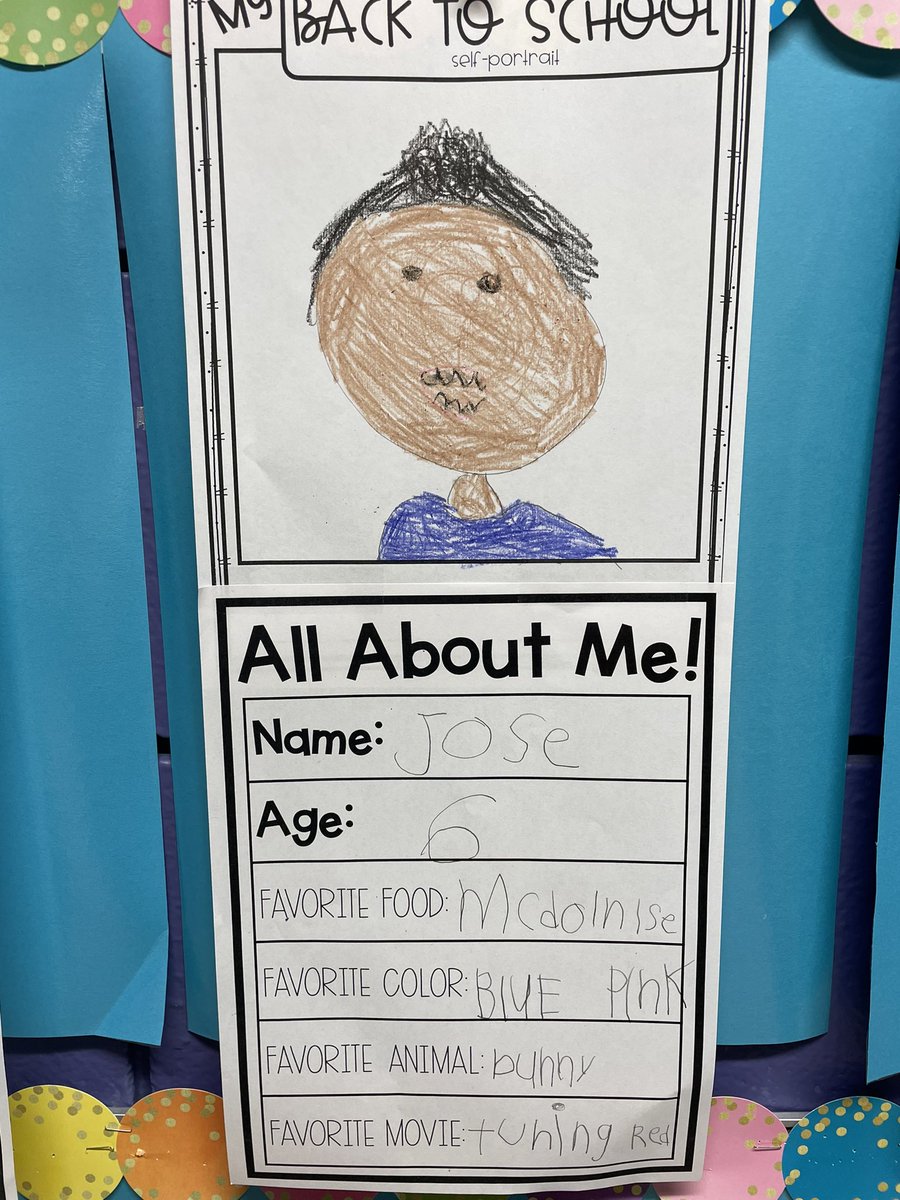 My BACK TO SCHOOL
self-portrait
All About Me!
Name: Jose
Age: 6
FAVORITE FOOD: Mcdolnise
FAVORITE COLOR: BlUE PinK
FAVORITE ANIMAL: bunny
FAVORITE MOVIE: tuning Red